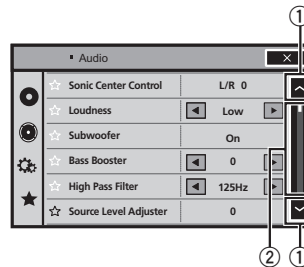 ①
Audio
Sonic Center Control L/R 0
Loudness Low
Subwoofer On
Bass Booster 0
High Pass Filter 125Hz
Source Level Adjuster 0
② ①